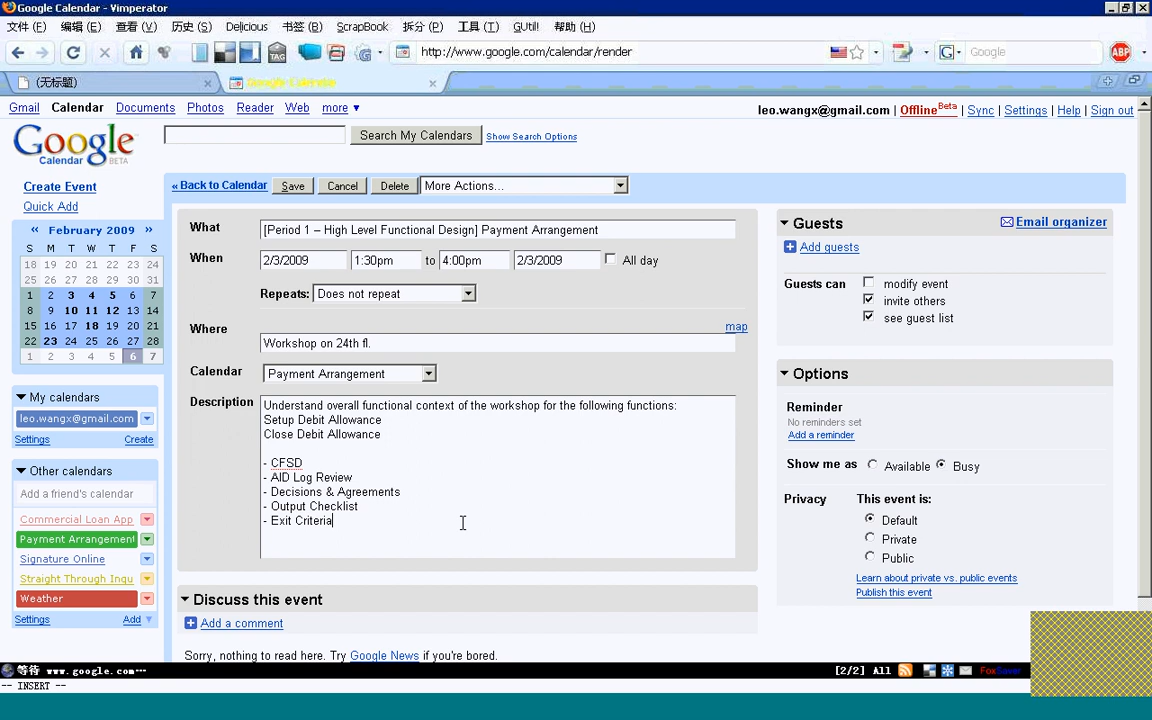 Google Calendar - Vimperator
文件 (F) 编辑 (E) 查看 (V) 历史 (S) Delicious 书签 (B) ScrapBook 拆分 (P) 工具 (T) GUtil! 帮助 (H)
http://www.google.com/calendar/render
Google
ABP
(无标题)
Google Calendar
Gmail Calendar Documents Photos Reader Web more ▼
leo.wangx@gmail.com | Offline Beta | Sync | Settings | Help | Sign out
Google Calendar BETA
Search My Calendars Show Search Options
Create Event
Quick Add
« Back to Calendar Save Cancel Delete More Actions...
« February 2009 »
S M T W T F S
18 19 20 21 22 23 24
25 26 27 28 29 30 31
1 2 3 4 5 6 7
8 9 10 11 12 13 14
15 16 17 18 19 20 21
22 23 24 25 26 27 28
1 2 3 4 5 6 7
My calendars
leo.wangx@gmail.com
Settings Create
Other calendars
Add a friend's calendar
Commercial Loan App
Payment Arrangement
Signature Online
Straight Through Inqu
Weather
Settings Add ▼
What [Period 1 – High Level Functional Design] Payment Arrangement
When 2/3/2009 1:30pm to 4:00pm 2/3/2009 All day
Repeats: Does not repeat
Where map
Workshop on 24th fl.
Calendar Payment Arrangement
Description Understand overall functional context of the workshop for the following functions:
Setup Debit Allowance
Close Debit Allowance
- CFSD
- AID Log Review
- Decisions & Agreements
- Output Checklist
- Exit Criteria
Discuss this event
Add a comment
Sorry, nothing to read here. Try Google News if you're bored.
Guests Email organizer
Add guests
Guests can modify event
invite others
see guest list
Options
Reminder
No reminders set
Add a reminder
Show me as Available Busy
Privacy This event is:
Default
Private
Public
Learn about private vs. public events
Publish this event
等待 www.google.com⋯ [2/2] All FoxSaver
-- INSERT --